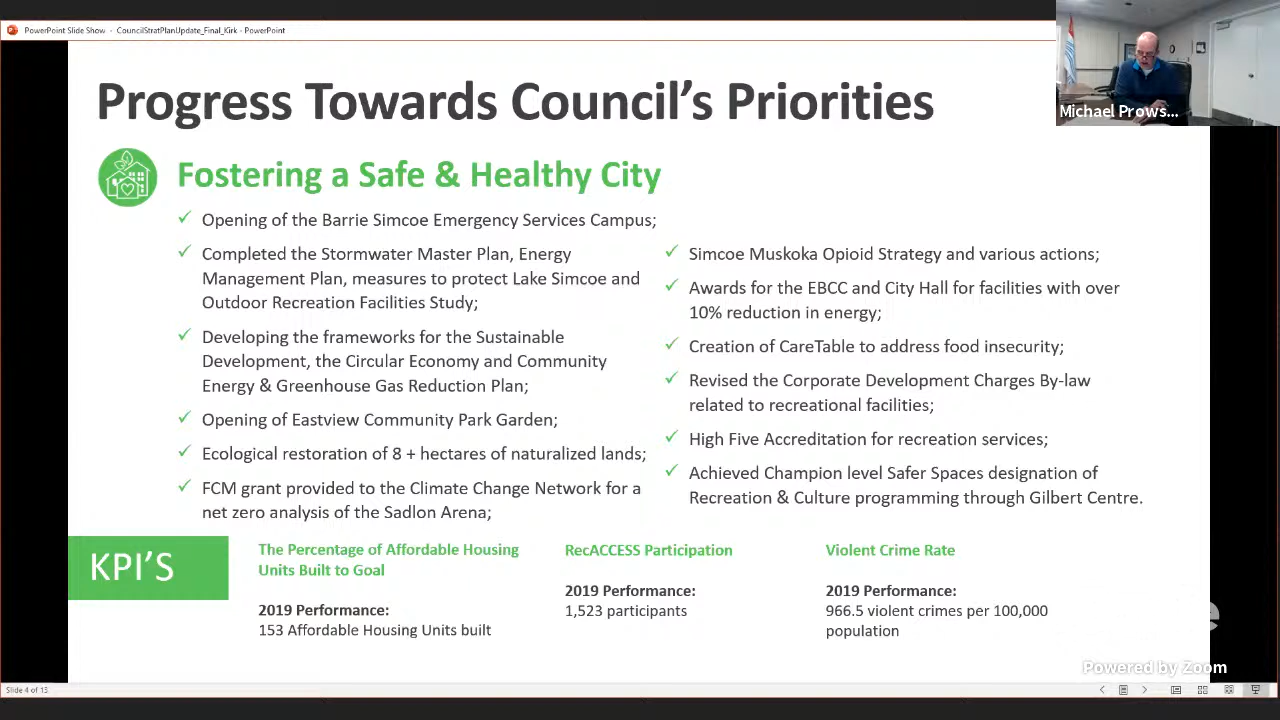 PowerPoint Slide Show - CouncilStratPlanUpdate_Final_Kirk - PowerPoint
Michael Prows...
Progress Towards Council's Priorities
Fostering a Safe & Healthy City
✓ Opening of the Barrie Simcoe Emergency Services Campus;
✓ Completed the Stormwater Master Plan, Energy
Management Plan, measures to protect Lake Simcoe and
Outdoor Recreation Facilities Study;
✓ Developing the frameworks for the Sustainable
Development, the Circular Economy and Community
Energy & Greenhouse Gas Reduction Plan;
✓ Opening of Eastview Community Park Garden;
✓ Ecological restoration of 8 + hectares of naturalized lands;
✓ FCM grant provided to the Climate Change Network for a
net zero analysis of the Sadlon Arena;
✓ Simcoe Muskoka Opioid Strategy and various actions;
✓ Awards for the EBCC and City Hall for facilities with over
10% reduction in energy;
✓ Creation of CareTable to address food insecurity;
✓ Revised the Corporate Development Charges By-law
related to recreational facilities;
✓ High Five Accreditation for recreation services;
✓ Achieved Champion level Safer Spaces designation of
Recreation & Culture programming through Gilbert Centre.
KPI'S
The Percentage of Affordable Housing
Units Built to Goal
2019 Performance:
153 Affordable Housing Units built
RecACCESS Participation
2019 Performance:
1,523 participants
Violent Crime Rate
2019 Performance:
966.5 violent crimes per 100,000
population
Powered by Zoom
Slide 4 of 13